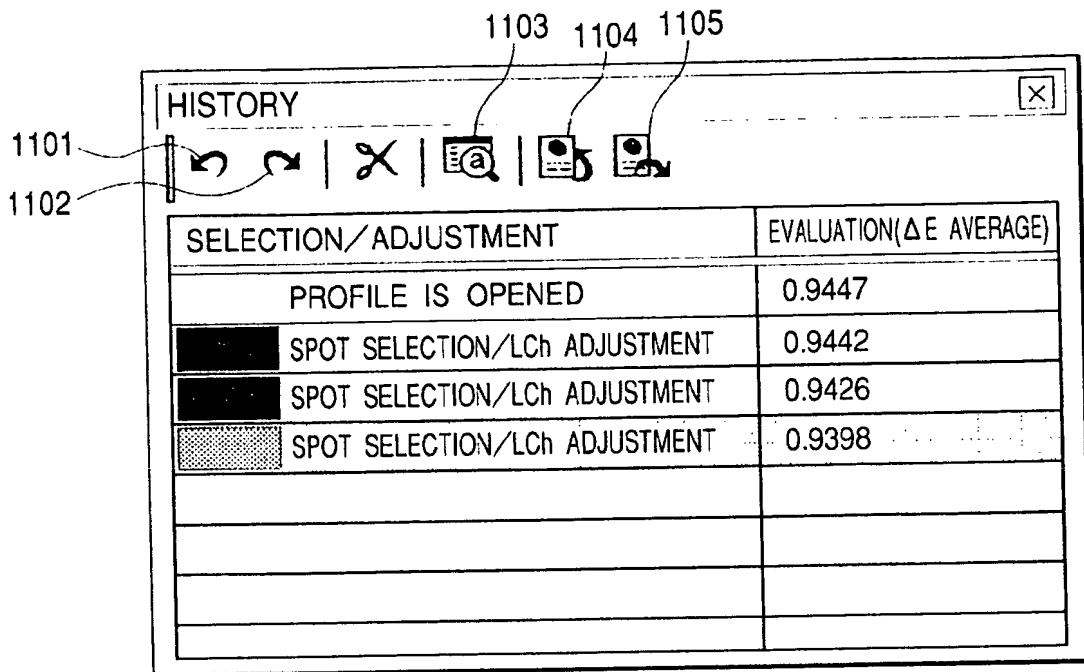 1103 1104 1105
HISTORY
1101
1102
a
SELECTION/ADJUSTMENT EVALUATION(ΔE AVERAGE)
PROFILE IS OPENED 0.9447
SPOT SELECTION/LCh ADJUSTMENT 0.9442
SPOT SELECTION/LCh ADJUSTMENT 0.9426
SPOT SELECTION/LCh ADJUSTMENT 0.9398